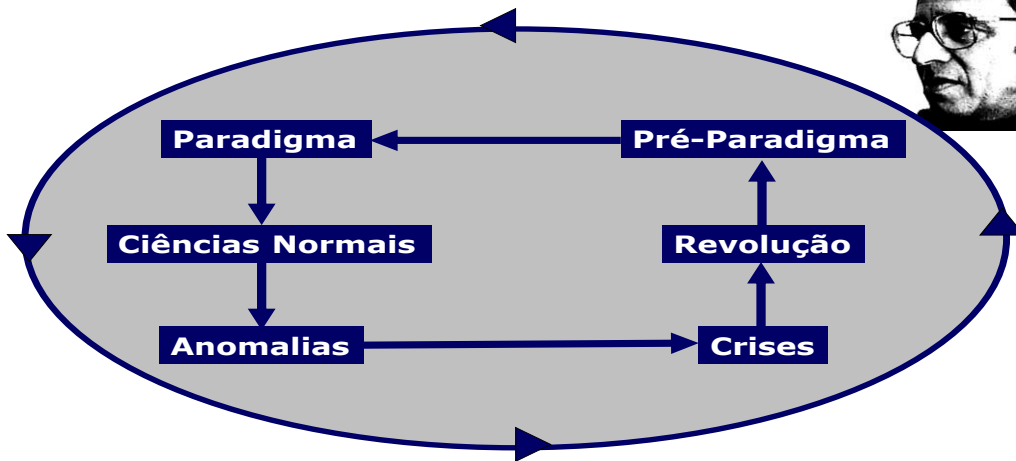 Paradigma
Pré-Paradigma
Ciências Normais
Revolução
Anomalias
Crises